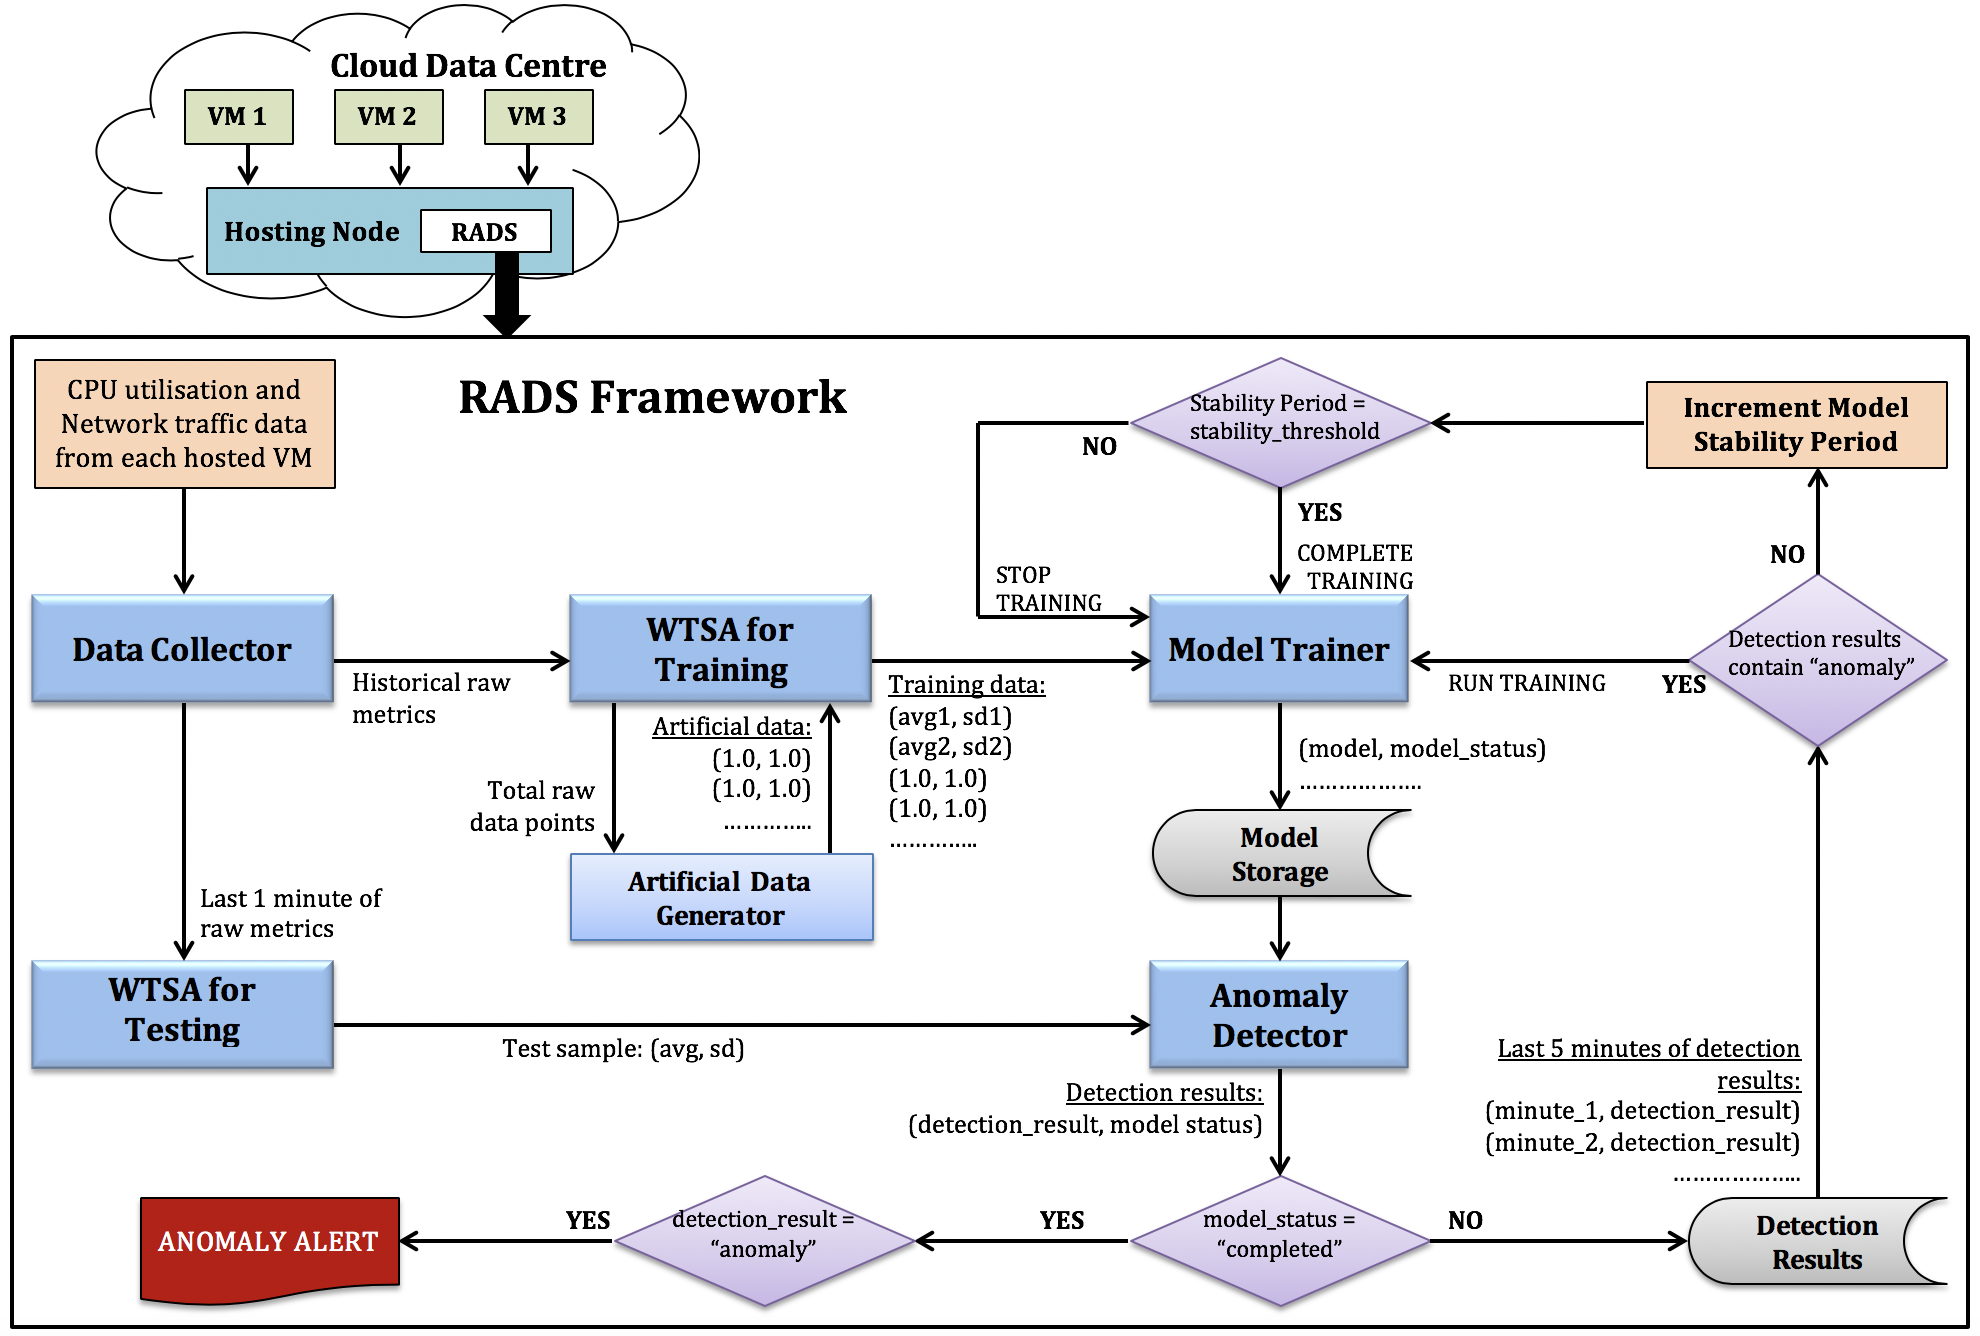 Cloud Data Centre
VM 1
VM 2
VM 3
Hosting Node
RADS
RADS Framework
CPU utilisation and
Network traffic data
from each hosted VM
Stability Period =
stability_threshold
Increment Model
Stability Period
NO
YES
COMPLETE
TRAINING
STOP
TRAINING
NO
Data Collector
Historical raw
metrics
WTSA for
Training
Training data:
(avg1, sd1)
(avg2, sd2)
(1.0, 1.0)
(1.0, 1.0)
…………..
Model Trainer
RUN TRAINING
YES
Detection results
contain “anomaly”
Artificial data:
(1.0, 1.0)
(1.0, 1.0)
…………..
Total raw
data points
Artificial Data
Generator
(model, model_status)
……………….
Model
Storage
Last 1 minute of
raw metrics
WTSA for
Testing
Test sample: (avg, sd)
Anomaly
Detector
Detection results:
(detection_result, model status)
Last 5 minutes of detection
results:
(minute_1, detection_result)
(minute_2, detection_result)
………………..
ANOMALY ALERT
YES
detection_result =
“anomaly”
YES
model_status =
“completed”
NO
Detection
Results